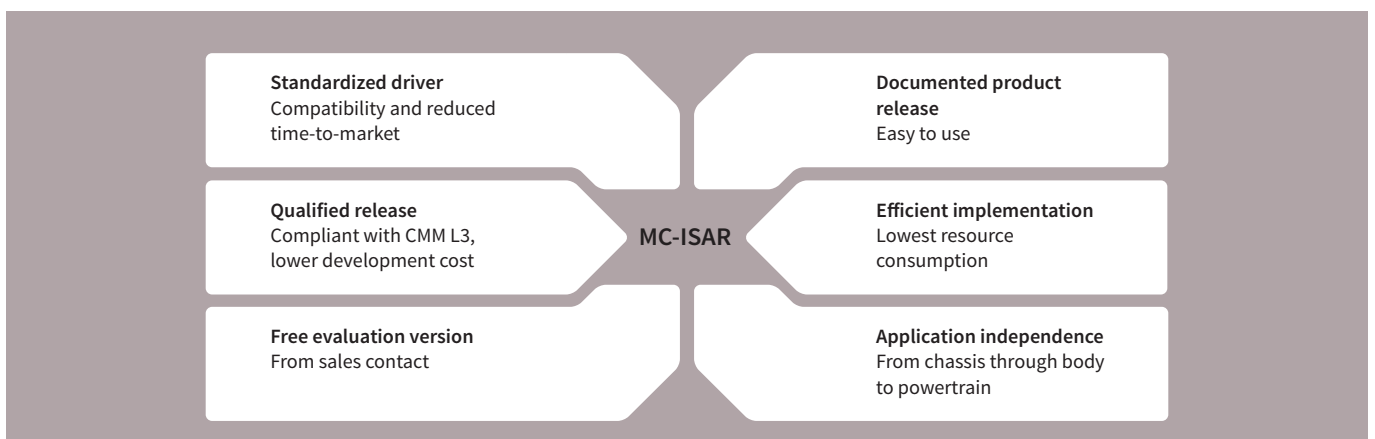 Standardized driver
Compatibility and reduced
time-to-market
Documented product
release
Easy to use
Qualified release
Compliant with CMM L3,
lower development cost
MC-ISAR
Efficient implementation
Lowest resource
consumption
Free evaluation version
From sales contact
Application independence
From chassis through body
to powertrain